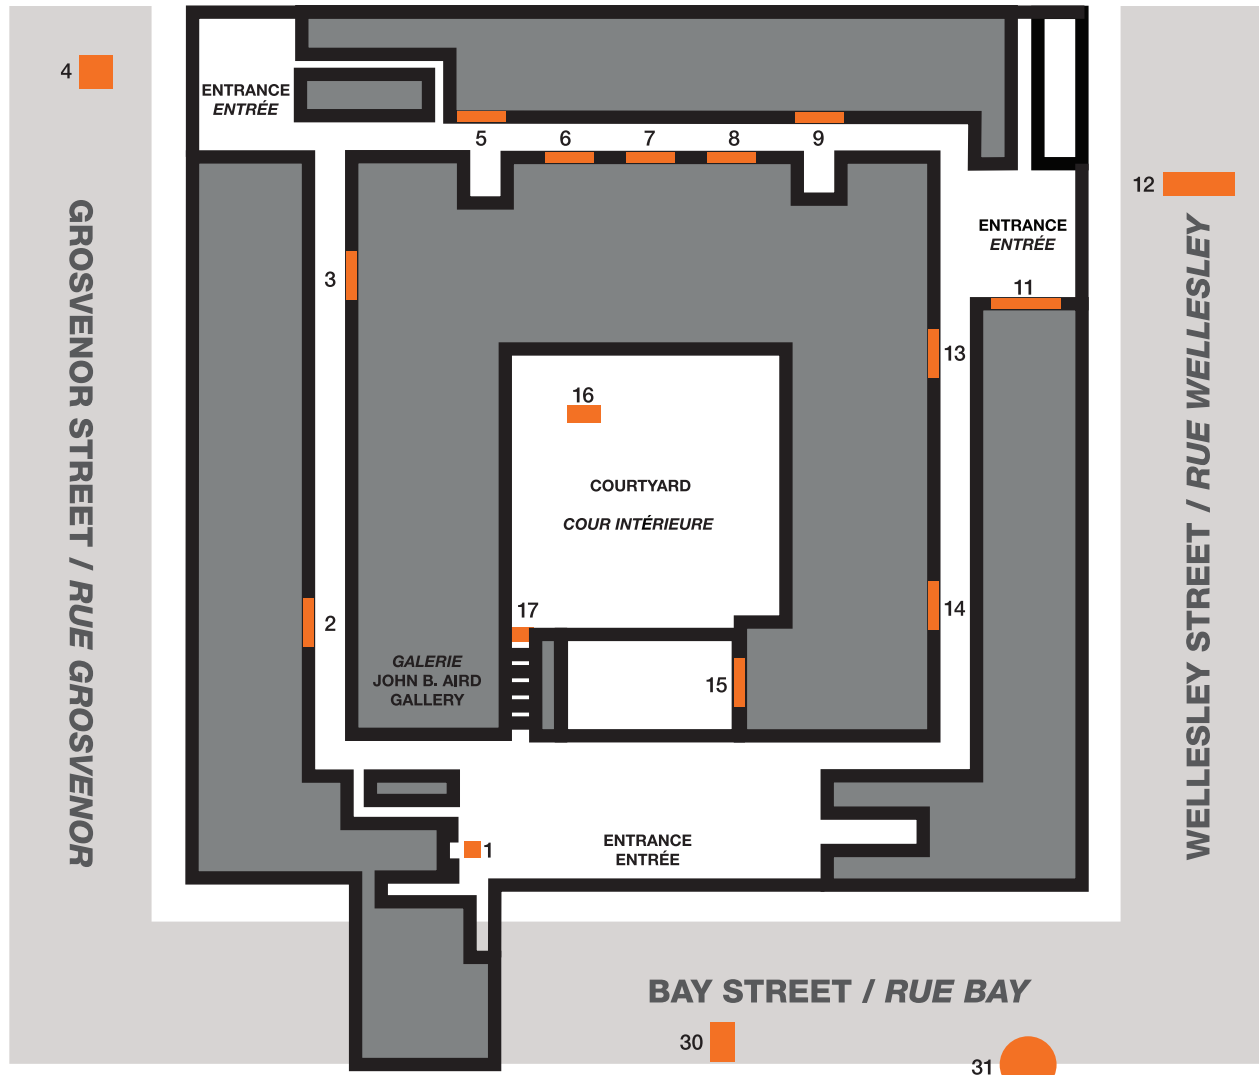 4
ENTRANCE
ENTRÉE
5
6
7
8
9
12
ENTRANCE
ENTRÉE
11
3
13
16
COURTYARD
COUR INTÉRIEURE
17
2
14
GALERIE
JOHN B. AIRD
GALLERY
15
ENTRANCE
ENTRÉE
1
GROSVENOR STREET / RUE GROSVENOR
WELLESLEY STREET / RUE WELLESLEY
BAY STREET / RUE BAY
30
31